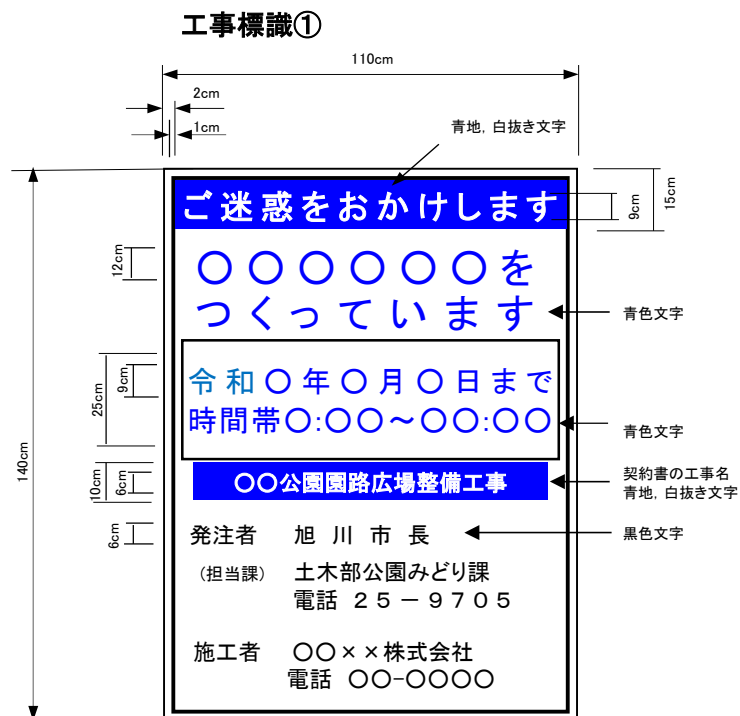 工事標識①
110cm
2cm
1cm
青地，白抜き文字
ご迷惑をおかけします
9cm
15cm
12cm
〇〇〇〇〇〇を
つくっています
青色文字
令和〇年〇月〇日まで
時間帯〇:〇〇～〇〇:〇〇
25cm
9cm
青色文字
140cm
〇〇公園園路広場整備工事
10cm
6cm
契約書の工事名
青地，白抜き文字
発注者 旭川市長
6cm
黒色文字
（担当課） 土木部公園みどり課
電話 ２５－９７０５
施工者 〇〇××株式会社
電話 〇〇-〇〇〇〇